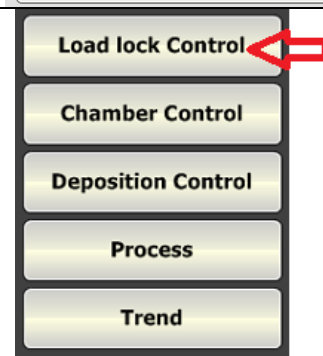 Load lock Control
Chamber Control
Deposition Control
Process
Trend